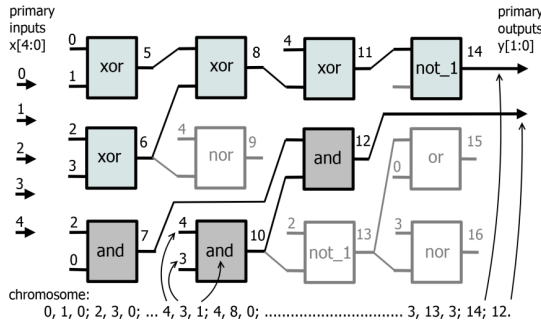 primary
inputs
x[4:0]
primary
outputs
y[1:0]
0
1
2
3
4
0
1
xor
5
xor
8
4
xor
11
not_1
14
2
3
xor
6
4
nor
9
and
12
0
or
15
2
0
and
7
4
3
and
10
2
not_1
13
3
nor
16
chromosome:
0, 1, 0; 2, 3, 0; ... 4, 3, 1; 4, 8, 0; ........................................ 3, 13, 3; 14; 12.